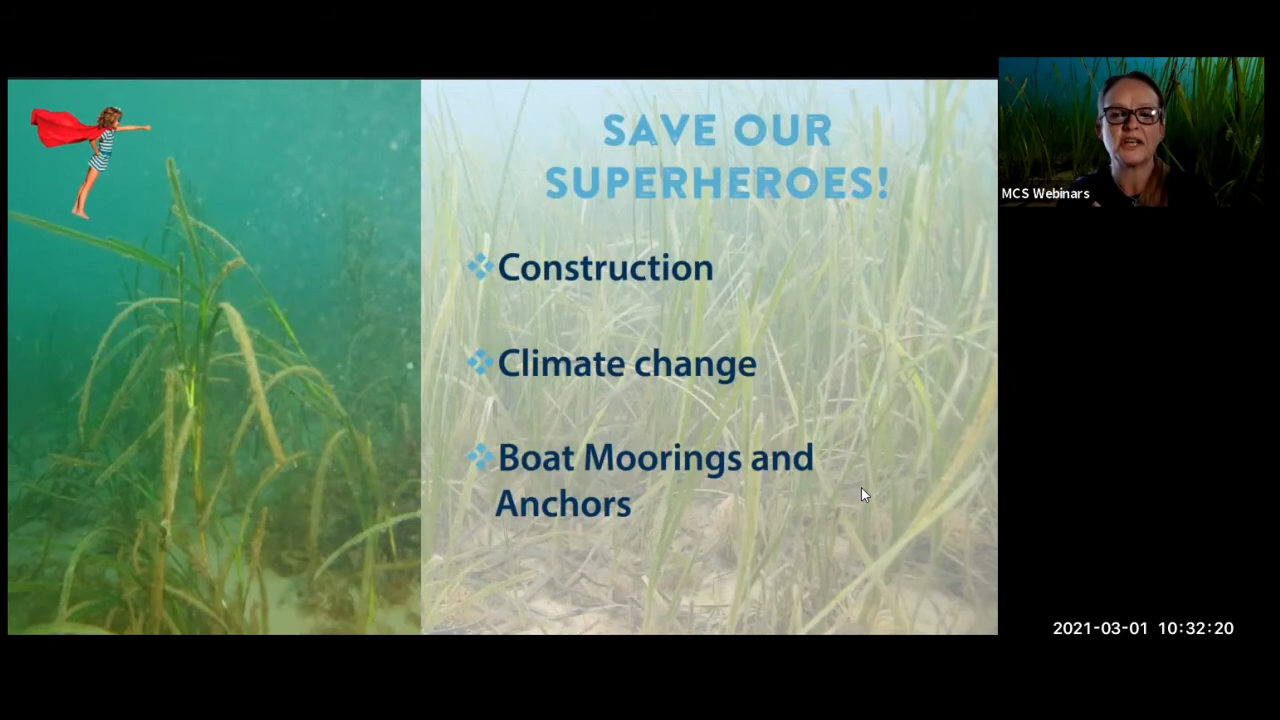 SAVE OUR
SUPERHEROES!
Construction
Climate change
Boat Moorings and
Anchors
MCS Webinars
2021-03-01 10:32:20